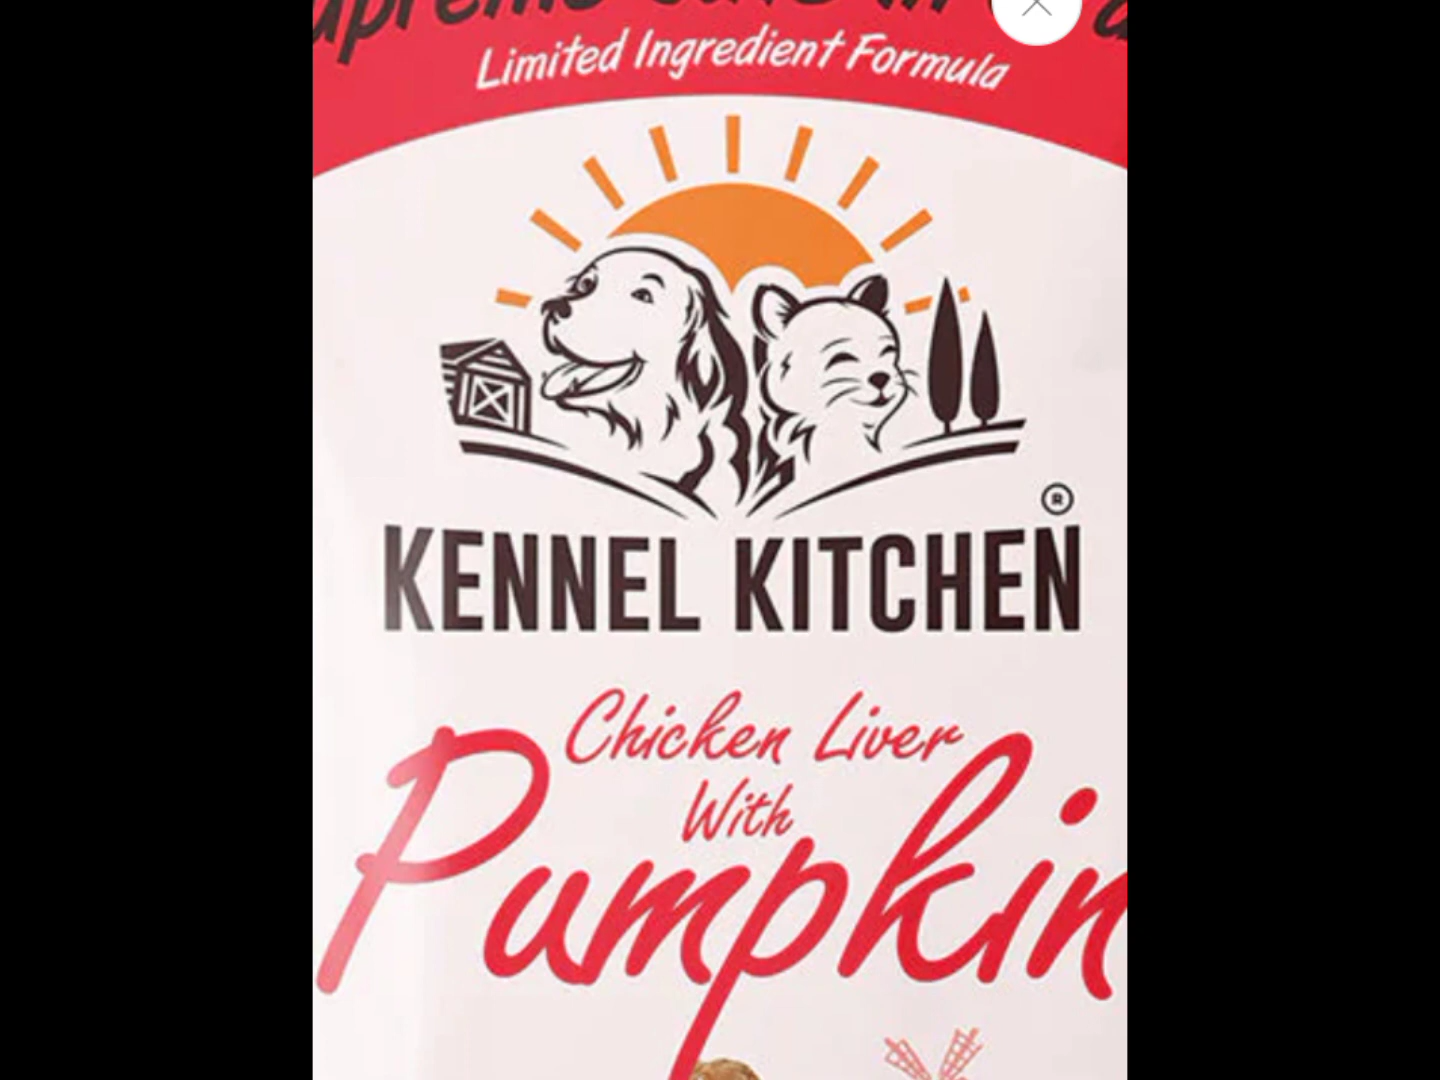 Limited Ingredient Formula
®
KENNEL KITCHEN
Chicken Liver
With
Pumpkin